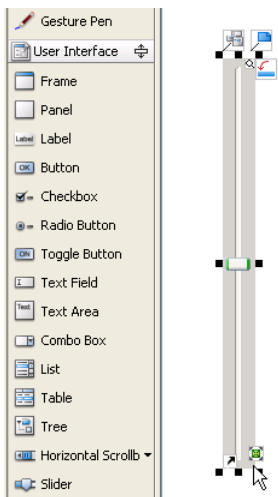 Gesture Pen
User Interface
Frame
Panel
Label Label
OK Button
Checkbox
Radio Button
ON Toggle Button
Text Field
Text Text Area
Combo Box
List
Table
Tree
Horizontal Scrollb
Slider